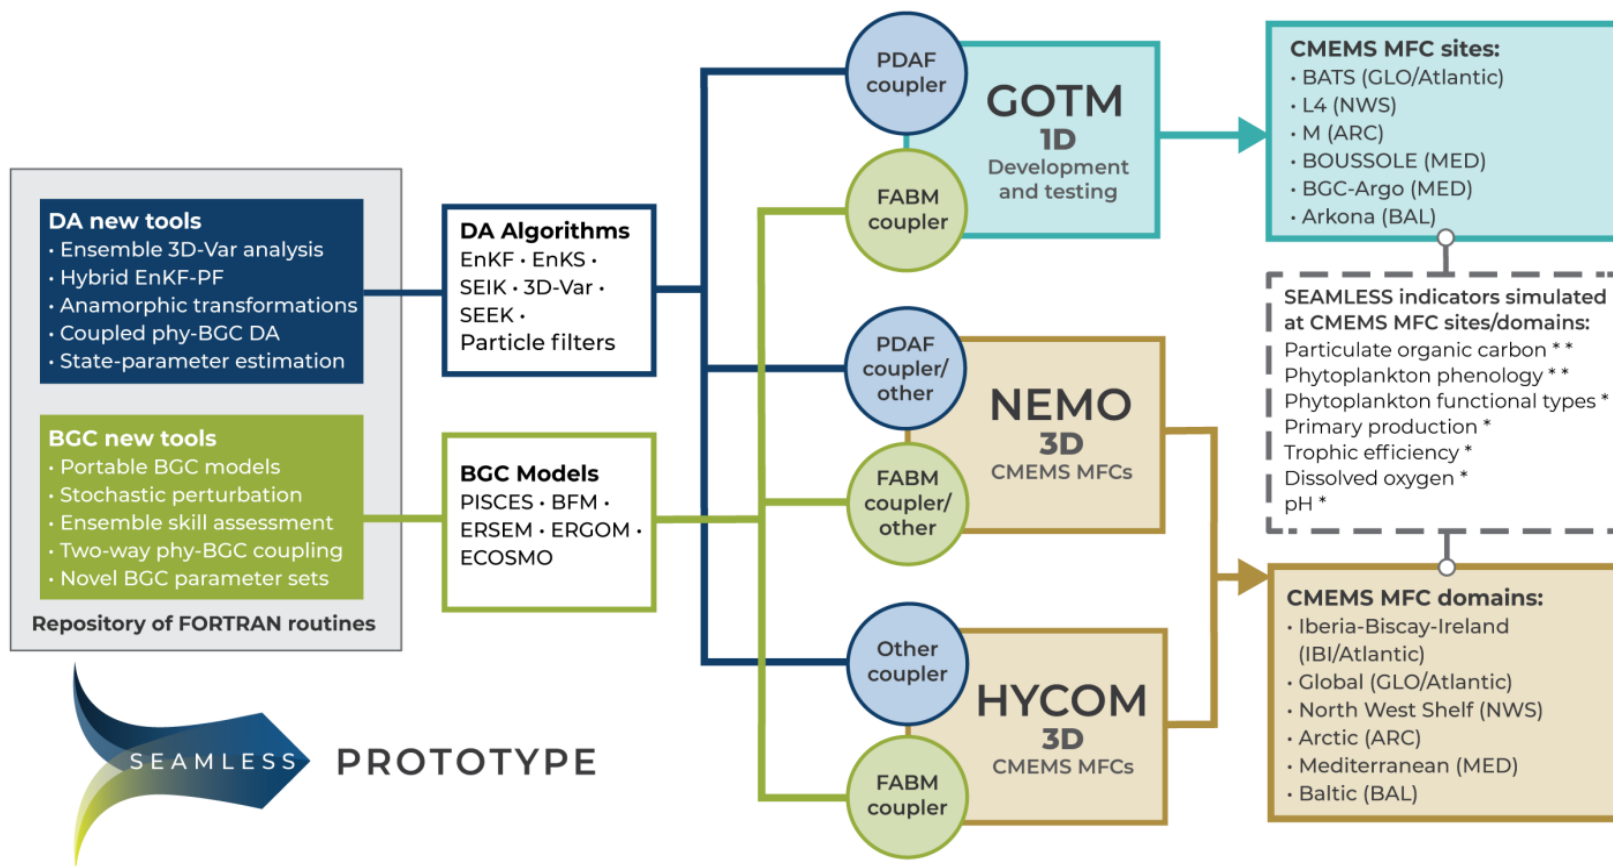 DA new tools
· Ensemble 3D-Var analysis
· Hybrid EnKF-PF
· Anamorphic transformations
· Coupled phy-BGC DA
· State-parameter estimation
BGC new tools
· Portable BGC models
· Stochastic perturbation
· Ensemble skill assessment
· Two-way phy-BGC coupling
· Novel BGC parameter sets
Repository of FORTRAN routines
SEAMLESS PROTOTYPE
DA Algorithms
EnKF · EnKS ·
SEIK · 3D-Var ·
SEEK ·
Particle filters
BGC Models
PISCES · BFM ·
ERSEM · ERGOM ·
ECOSMO
PDAF
coupler
FABM
coupler
GOTM
1D
Development
and testing
PDAF
coupler/
other
FABM
coupler/
other
NEMO
3D
CMEMS MFCs
Other
coupler
FABM
coupler
HYCOM
3D
CMEMS MFCs
CMEMS MFC sites:
· BATS (GLO/Atlantic)
· L4 (NWS)
· M (ARC)
· BOUSSOLE (MED)
· BGC-Argo (MED)
· Arkona (BAL)
SEAMLESS indicators simulated
at CMEMS MFC sites/domains:
Particulate organic carbon * *
Phytoplankton phenology * *
Phytoplankton functional types *
Primary production *
Trophic efficiency *
Dissolved oxygen *
pH *
CMEMS MFC domains:
· Iberia-Biscay-Ireland
(IBI/Atlantic)
· Global (GLO/Atlantic)
· North West Shelf (NWS)
· Arctic (ARC)
· Mediterranean (MED)
· Baltic (BAL)